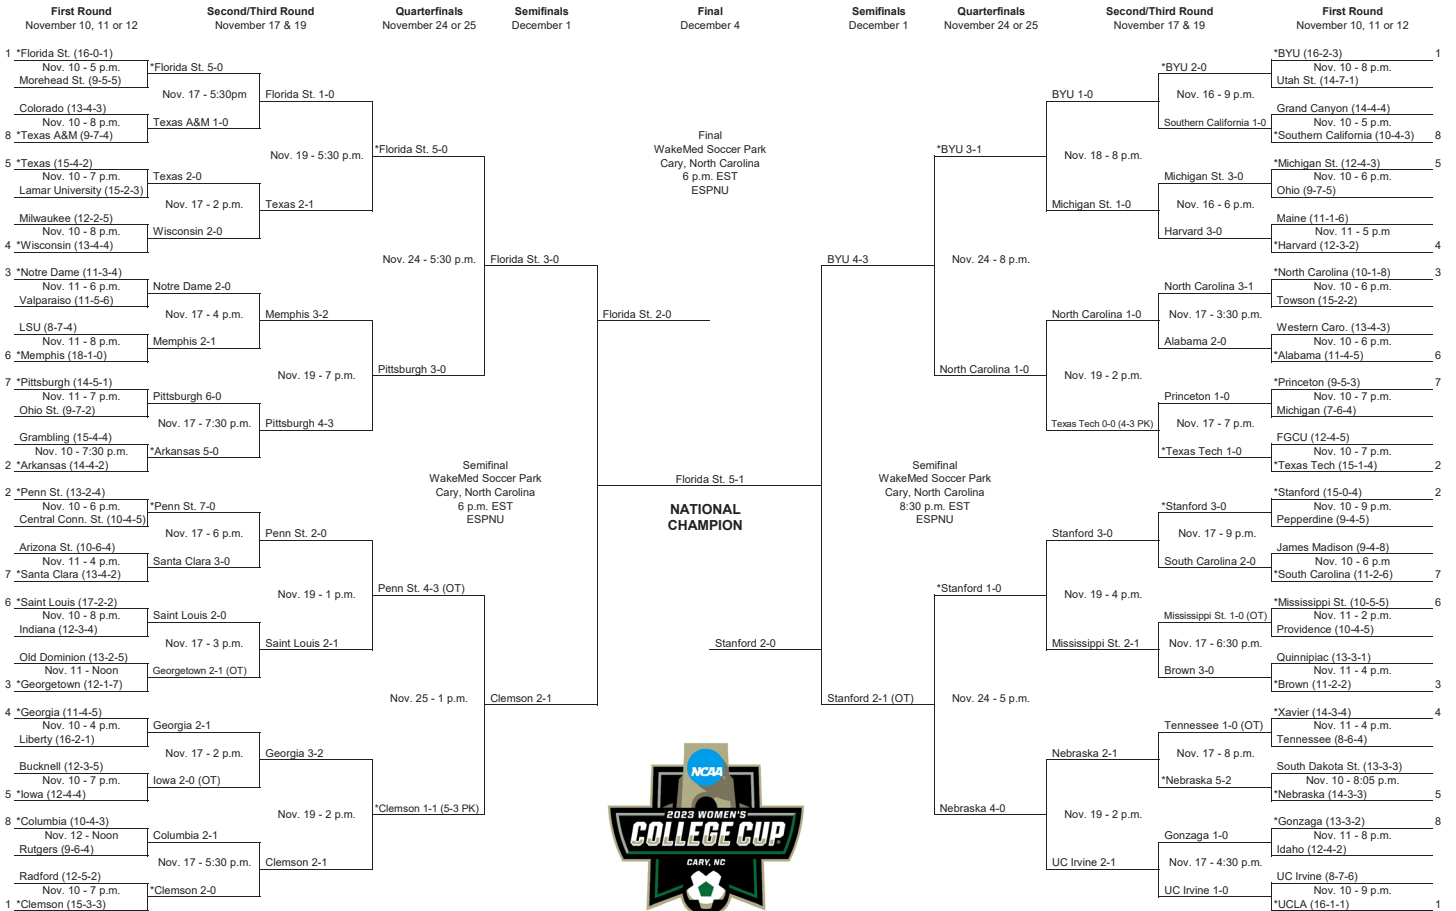 First Round
November 10, 11 or 12
Second/Third Round
November 17 & 19
Quarterfinals
November 24 or 25
Semifinals
December 1
Final
December 4
Semifinals
December 1
Quarterfinals
November 24 or 25
Second/Third Round
November 17 & 19
First Round
November 10, 11 or 12
1 *Florida St. (16-0-1)
Nov. 10 - 5 p.m.
Morehead St. (9-5-5)
Colorado (13-4-3)
Nov. 10 - 8 p.m.
8 *Texas A&M (9-7-4)
5 *Texas (15-4-2)
Nov. 10 - 7 p.m.
Lamar University (15-2-3)
Milwaukee (12-2-5)
Nov. 10 - 8 p.m.
4 *Wisconsin (13-4-4)
3 *Notre Dame (11-3-4)
Nov. 11 - 6 p.m.
Valparaiso (11-5-6)
LSU (8-7-4)
Nov. 11 - 8 p.m.
6 *Memphis (18-1-0)
7 *Pittsburgh (14-5-1)
Nov. 11 - 7 p.m.
Ohio St. (9-7-2)
Grambling (15-4-4)
Nov. 10 - 7:30 p.m.
2 *Arkansas (14-4-2)
2 *Penn St. (13-2-4)
Nov. 10 - 6 p.m.
Central Conn. St. (10-4-5)
Arizona St. (10-6-4)
Nov. 11 - 4 p.m.
7 *Santa Clara (13-4-2)
6 *Saint Louis (17-2-2)
Nov. 10 - 8 p.m.
Indiana (12-3-4)
Old Dominion (13-2-5)
Nov. 11 - Noon
3 *Georgetown (12-1-7)
4 *Georgia (11-4-5)
Nov. 10 - 4 p.m.
Liberty (16-2-1)
Bucknell (12-3-5)
Nov. 10 - 7 p.m.
5 *Iowa (12-4-4)
8 *Columbia (10-4-3)
Nov. 12 - Noon
Rutgers (9-6-4)
Radford (12-5-2)
Nov. 10 - 7 p.m.
1 *Clemson (15-3-3)
*Florida St. 5-0
Nov. 17 - 5:30pm
Texas A&M 1-0
Texas 2-0
Nov. 17 - 2 p.m.
Wisconsin 2-0
Notre Dame 2-0
Nov. 17 - 4 p.m.
Memphis 2-1
Pittsburgh 6-0
Nov. 17 - 7:30 p.m.
*Arkansas 5-0
*Penn St. 7-0
Nov. 17 - 6 p.m.
Santa Clara 3-0
Saint Louis 2-0
Nov. 17 - 3 p.m.
Georgetown 2-1 (OT)
Georgia 2-1
Nov. 17 - 2 p.m.
Iowa 2-0 (OT)
Columbia 2-1
Nov. 17 - 5:30 p.m.
*Clemson 2-0
Florida St. 1-0
Nov. 19 - 5:30 p.m.
Texas 2-1
Memphis 3-2
Nov. 19 - 7 p.m.
Pittsburgh 4-3
Penn St. 2-0
Nov. 19 - 1 p.m.
Saint Louis 2-1
Georgia 3-2
Nov. 19 - 2 p.m.
Clemson 2-1
*Florida St. 5-0
Nov. 24 - 5:30 p.m.
Pittsburgh 3-0
Penn St. 4-3 (OT)
Nov. 25 - 1 p.m.
*Clemson 1-1 (5-3 PK)
Florida St. 3-0
Semifinal
WakeMed Soccer Park
Cary, North Carolina
6 p.m. EST
ESPNU
Clemson 2-1
Florida St. 2-0
Final
WakeMed Soccer Park
Cary, North Carolina
6 p.m. EST
ESPNU
Florida St. 5-1
NATIONAL
CHAMPION
Stanford 2-0
NCAA
2023 WOMEN'S
COLLEGE CUP
CARY, NC
BYU 4-3
Semifinal
WakeMed Soccer Park
Cary, North Carolina
8:30 p.m. EST
ESPNU
Stanford 2-1 (OT)
*BYU 3-1
Nov. 24 - 8 p.m.
North Carolina 1-0
*Stanford 1-0
Nov. 24 - 5 p.m.
Nebraska 4-0
BYU 1-0
Nov. 18 - 8 p.m.
Michigan St. 1-0
North Carolina 1-0
Nov. 19 - 2 p.m.
Texas Tech 0-0 (4-3 PK)
Stanford 3-0
Nov. 19 - 4 p.m.
Mississippi St. 2-1
Nebraska 2-1
Nov. 19 - 2 p.m.
UC Irvine 2-1
*BYU 2-0
Nov. 16 - 9 p.m.
Southern California 1-0
Michigan St. 3-0
Nov. 16 - 6 p.m.
Harvard 3-0
North Carolina 3-1
Nov. 17 - 3:30 p.m.
Alabama 2-0
Princeton 1-0
Nov. 17 - 7 p.m.
*Texas Tech 1-0
*Stanford 3-0
Nov. 17 - 9 p.m.
South Carolina 2-0
Mississippi St. 1-0 (OT)
Nov. 17 - 6:30 p.m.
Brown 3-0
Tennessee 1-0 (OT)
Nov. 17 - 8 p.m.
*Nebraska 5-2
Gonzaga 1-0
Nov. 17 - 4:30 p.m.
UC Irvine 1-0
*BYU (16-2-3) 1
Nov. 10 - 8 p.m.
Utah St. (14-7-1)
Grand Canyon (14-4-4)
Nov. 10 - 5 p.m.
*Southern California (10-4-3) 8
*Michigan St. (12-4-3) 5
Nov. 10 - 6 p.m.
Ohio (9-7-5)
Maine (11-1-6)
Nov. 11 - 5 p.m
*Harvard (12-3-2) 4
*North Carolina (10-1-8) 3
Nov. 10 - 6 p.m.
Towson (15-2-2)
Western Caro. (13-4-3)
Nov. 10 - 6 p.m.
*Alabama (11-4-5) 6
*Princeton (9-5-3) 7
Nov. 10 - 7 p.m.
Michigan (7-6-4)
FGCU (12-4-5)
Nov. 10 - 7 p.m.
*Texas Tech (15-1-4) 2
*Stanford (15-0-4) 2
Nov. 10 - 9 p.m.
Pepperdine (9-4-5)
James Madison (9-4-8)
Nov. 10 - 6 p.m
*South Carolina (11-2-6) 7
*Mississippi St. (10-5-5) 6
Nov. 11 - 2 p.m.
Providence (10-4-5)
Quinnipiac (13-3-1)
Nov. 11 - 4 p.m.
*Brown (11-2-2) 3
*Xavier (14-3-4) 4
Nov. 11 - 4 p.m.
Tennessee (8-6-4)
South Dakota St. (13-3-3)
Nov. 10 - 8:05 p.m.
*Nebraska (14-3-3) 5
*Gonzaga (13-3-2) 8
Nov. 11 - 8 p.m.
Idaho (12-4-2)
UC Irvine (8-7-6)
Nov. 10 - 9 p.m.
*UCLA (16-1-1) 1